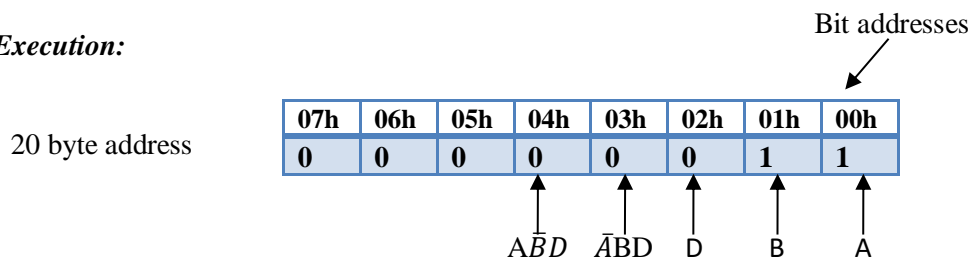 Bit addresses
Execution:
07h 06h 05h 04h 03h 02h 01h 00h
20 byte address
0 0 0 0 0 0 1 1
AB̄D ĀBD D B A